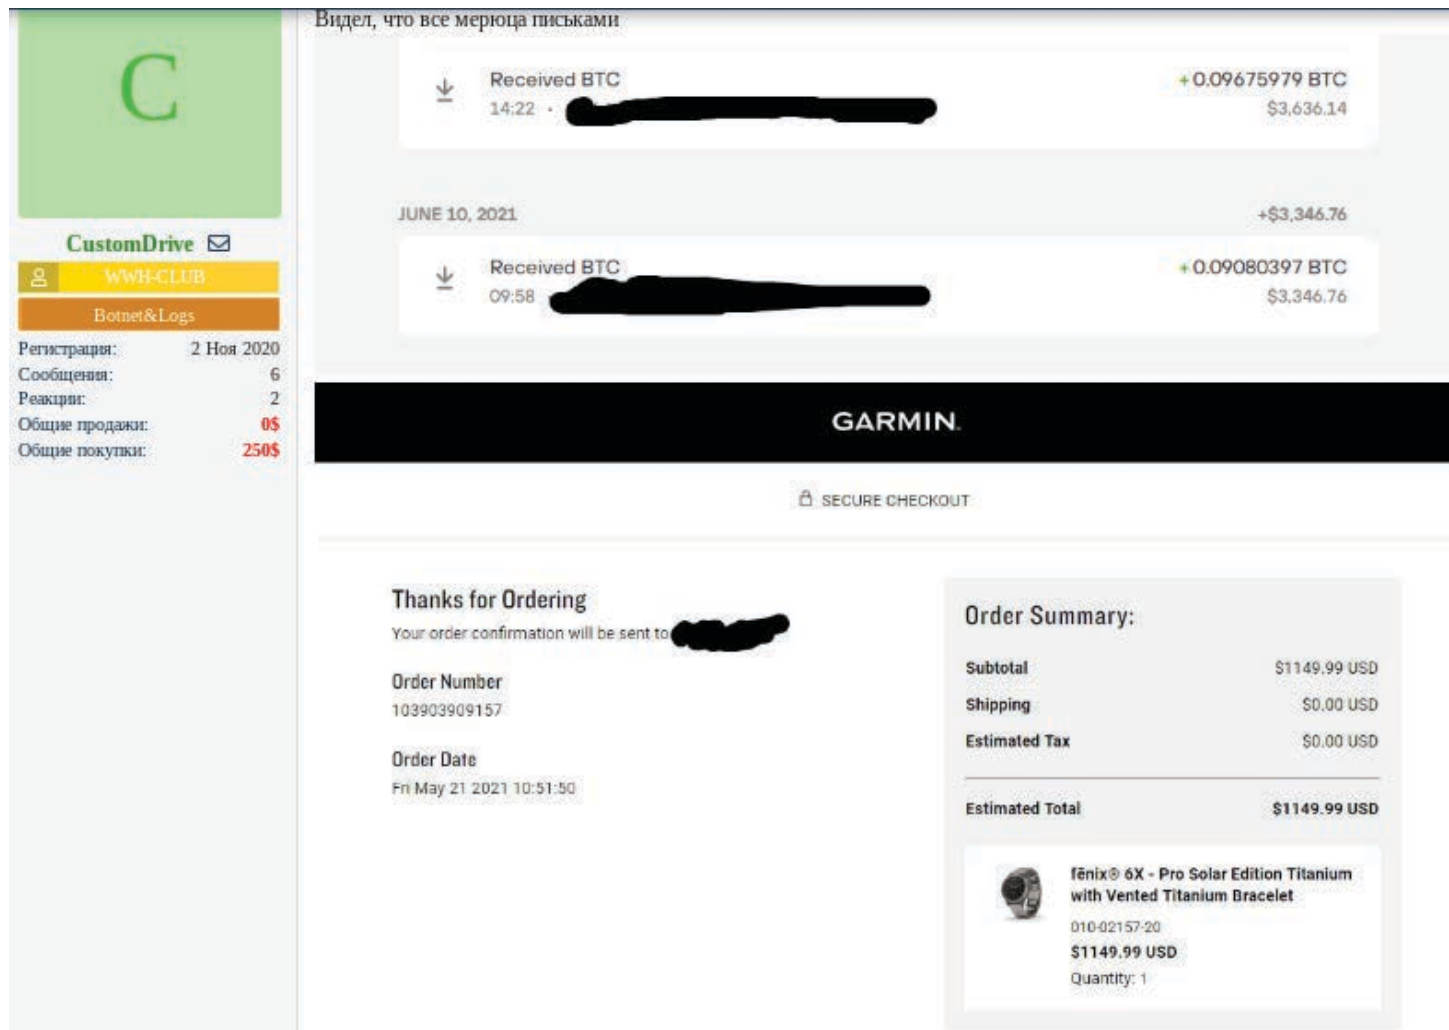 Видел, что все мерюца письками
C
CustomDrive
WWH-CLUB
Botnet&Logs
Регистрация: 2 Ноя 2020
Сообщения: 6
Реакции: 2
Общие продажи: 0$
Общие покупки: 250$
Received BTC +0.09675979 BTC
14:22 · $3,636.14
JUNE 10, 2021 +$3,346.76
Received BTC +0.09080397 BTC
09:58 $3,346.76
GARMIN.
SECURE CHECKOUT
Thanks for Ordering
Your order confirmation will be sent to
Order Number
103903909157
Order Date
Fri May 21 2021 10:51:50
Order Summary:
Subtotal $1149.99 USD
Shipping $0.00 USD
Estimated Tax $0.00 USD
Estimated Total $1149.99 USD
fēnix® 6X - Pro Solar Edition Titanium
with Vented Titanium Bracelet
010-02157-20
$1149.99 USD
Quantity: 1